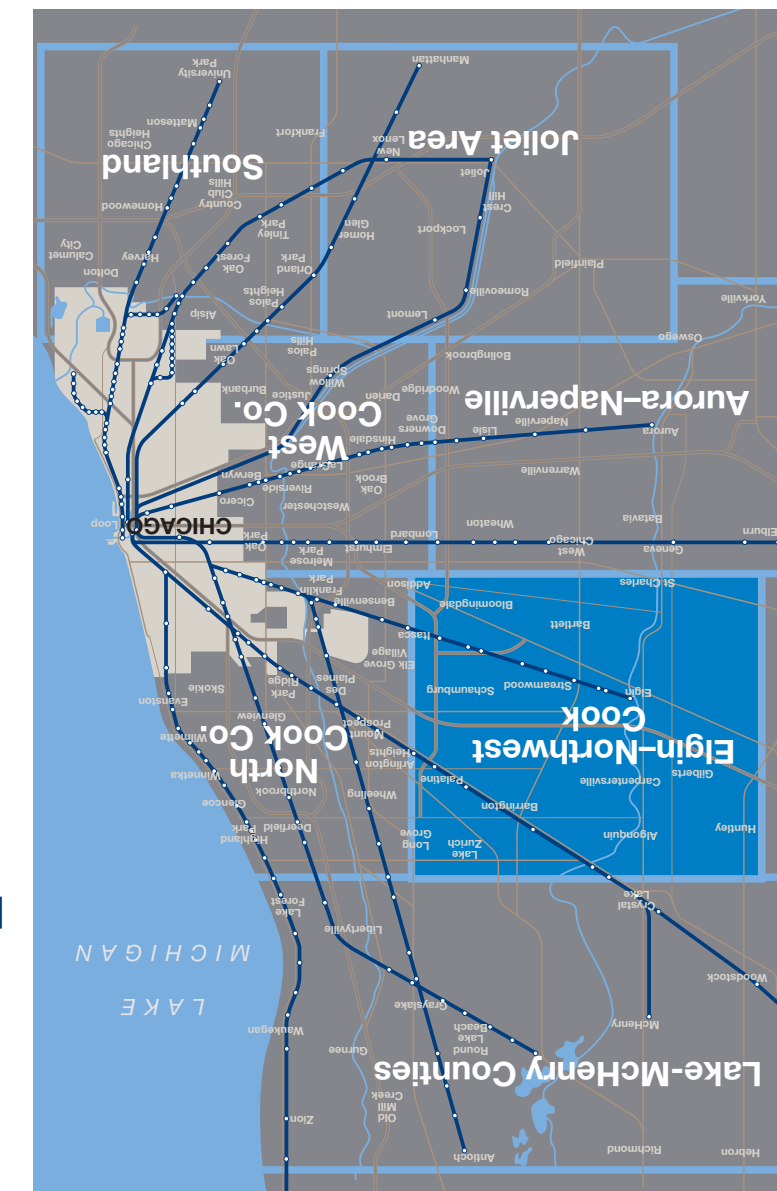 Hebron
Richmond
Antioch
Zion
Old
Mill
Creek
Lake-McHenry Counties
Round
Lake
Beach
Gurnee
McHenry
Waukegan
Grayslake
LAKE
MICHIGAN
Woodstock
Crystal
Lake
Libertyville
Lake
Forest
Lake
Zurich
Long
Grove
Huntley
Algonquin
Barrington
Deerfield
Highland
Park
Glencoe
Gilberts
Carpentersville
Palatine
Wheeling
Northbrook
Winnetka
Elgin–Northwest
Cook
Arlington
Heights
North
Cook Co.
Mount
Prospect
Glenview
Wilmette
Evanston
Elgin
Streamwood
Schaumburg
Des
Plaines
Park
Ridge
Skokie
Elk Grove
Village
Bartlett
Itasca
Bloomingdale
Bensenville
Franklin
Park
St Charles
Addison
Elburn
Geneva
West
Chicago
Lombard
Elmhurst
Melrose
Park
Oak
Park
Batavia
Wheaton
CHICAGO
Loop
Westchester
Cicero
Oak
Brook
Riverside
Berwyn
Warrenville
LaGrange
Aurora
Naperville
Lisle
Downers
Grove
Hinsdale
West
Cook Co.
Aurora–Naperville
Woodridge
Darien
Justice
Burbank
Willow
Springs
Bolingbrook
Oak
Lawn
Oswego
Palos
Hills
Yorkville
Lemont
Alsip
Romeoville
Palos
Heights
Plainfield
Orland
Park
Oak
Forest
Harvey
Dolton
Calumet
City
Lockport
Homer
Glen
Tinley
Park
Crest
Hill
Country
Club
Hills
Homewood
Joliet
Southland
Joliet Area
New
Lenox
Frankfort
Chicago
Heights
Matteson
Manhattan
University
Park